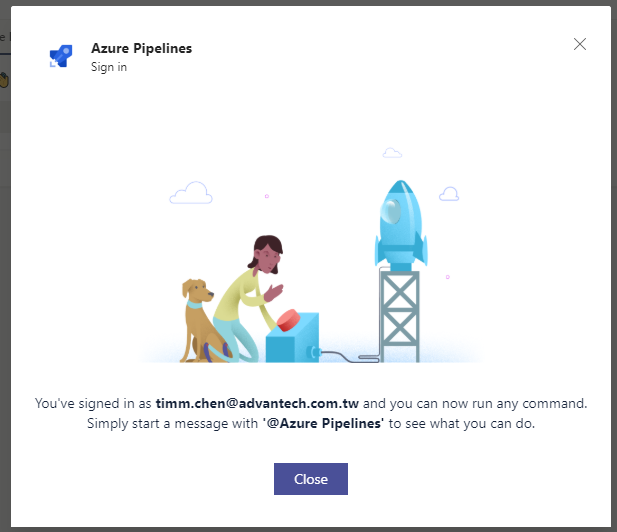 Azure Pipelines
Sign in
You've signed in as timm.chen@advantech.com.tw and you can now run any command.
Simply start a message with '@Azure Pipelines' to see what you can do.
Close